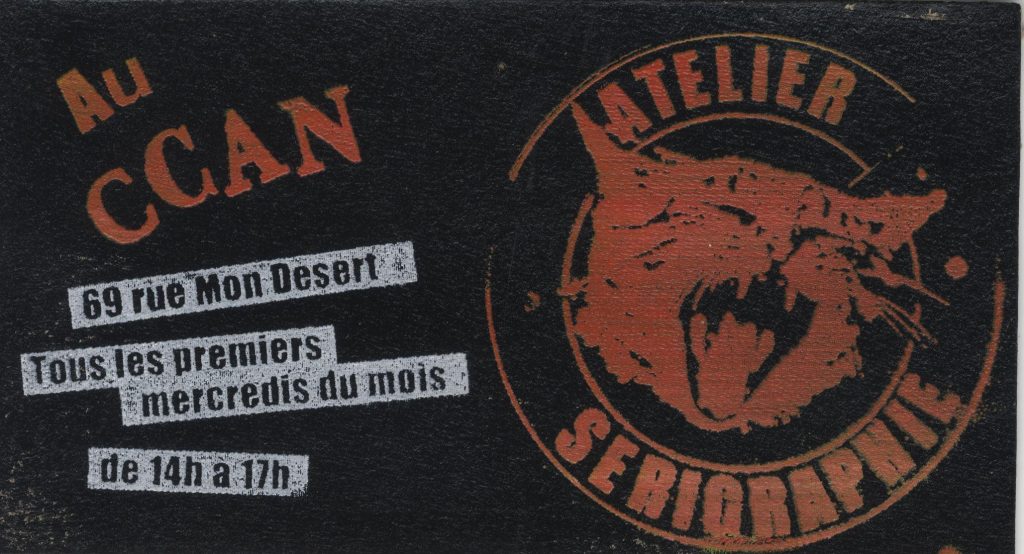 Au
CCAN
69 rue Mon Desert
Tous les premiers
mercredis du mois
de 14h a 17h
ATELIER
SERIGRAPHIE